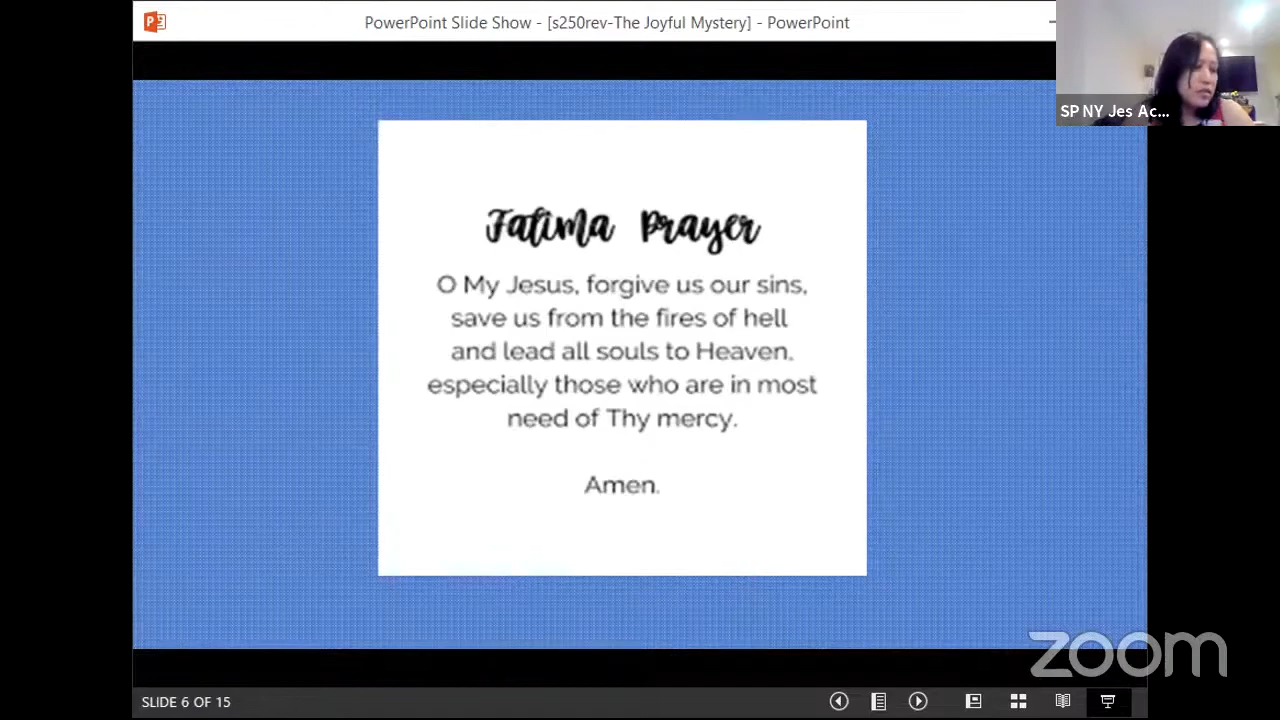 PowerPoint Slide Show - [s250rev-The Joyful Mystery] - PowerPoint
SP NY Jes Ac...
Fatima Prayer
O My Jesus, forgive us our sins,
save us from the fires of hell
and lead all souls to Heaven,
especially those who are in most
need of Thy mercy.
Amen.
zoom
SLIDE 6 OF 15